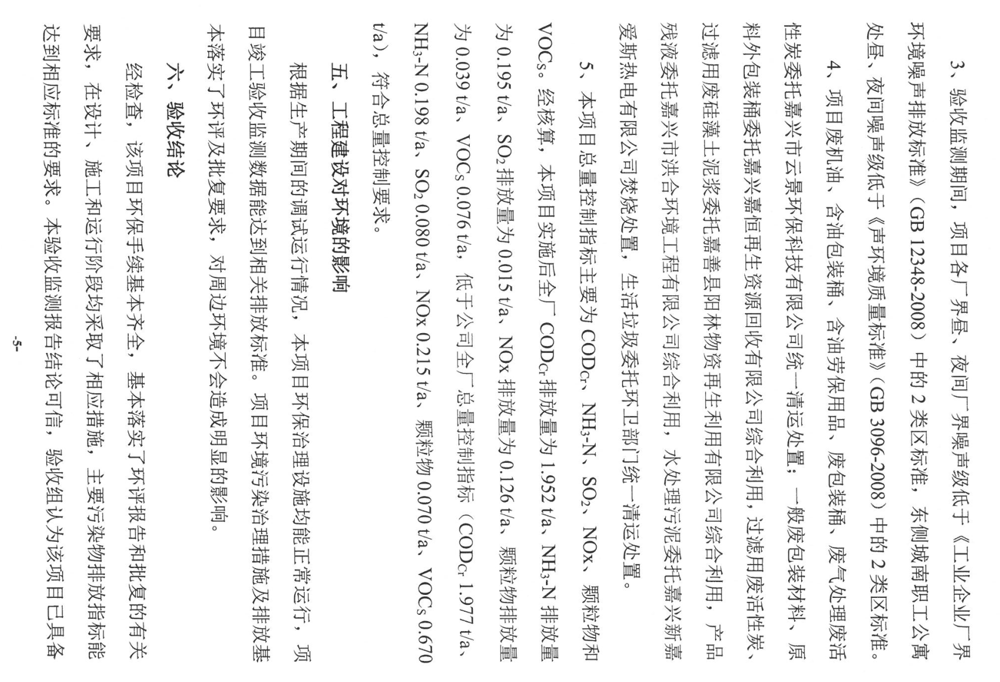 3、验收监测期间，项目各厂界昼、夜间厂界噪声级低于《工业企业厂界
环境噪声排放标准》（GB 12348-2008）中的 2 类区标准，东侧城南职工公寓
处昼、夜间噪声级低于《声环境质量标准》（GB 3096-2008）中的 2 类区标准。
4、项目废机油、含油包装桶、含油劳保用品、废包装桶、废气处理废活
性炭委托嘉兴市云景环保科技有限公司统一清运处置；一般废包装材料、原
料外包装桶委托嘉兴嘉恒再生资源回收有限公司综合利用，过滤用废活性炭、
过滤用废硅藻土泥浆委托嘉善县阳林物资再生利用有限公司综合利用，产品
残液委托嘉兴市洪合环境工程有限公司综合利用，水处理污泥委托嘉兴新嘉
爱斯热电有限公司焚烧处置，生活垃圾委托环卫部门统一清运处置。
5、本项目总量控制指标主要为 CODCr、NH3-N、SO2、NOx、颗粒物和
VOCS。经核算，本项目实施后全厂 CODCr 排放量为 1.952 t/a、NH3-N 排放量
为 0.195 t/a、SO2 排放量为 0.015 t/a、NOx 排放量为 0.126 t/a、颗粒物排放量
为 0.039 t/a、VOCS 0.076 t/a，低于公司全厂总量控制指标（CODCr 1.977 t/a、
NH3-N 0.198 t/a、SO2 0.080 t/a、NOx 0.215 t/a、颗粒物 0.070 t/a、VOCS 0.670
t/a），符合总量控制要求。
五、工程建设对环境的影响
根据生产期间的调试运行情况，本项目环保治理设施均能正常运行，项
目竣工验收监测数据能达到相关排放标准。项目环境污染治理措施及排放基
本落实了环评及批复要求，对周边环境不会造成明显的影响。
六、验收结论
经检查，该项目环保手续基本齐全，基本落实了环评报告和批复的有关
要求，在设计、施工和运行阶段均采取了相应措施，主要污染物排放指标能
达到相应标准的要求。本验收监测报告结论可信，验收组认为该项目已具备
-5-